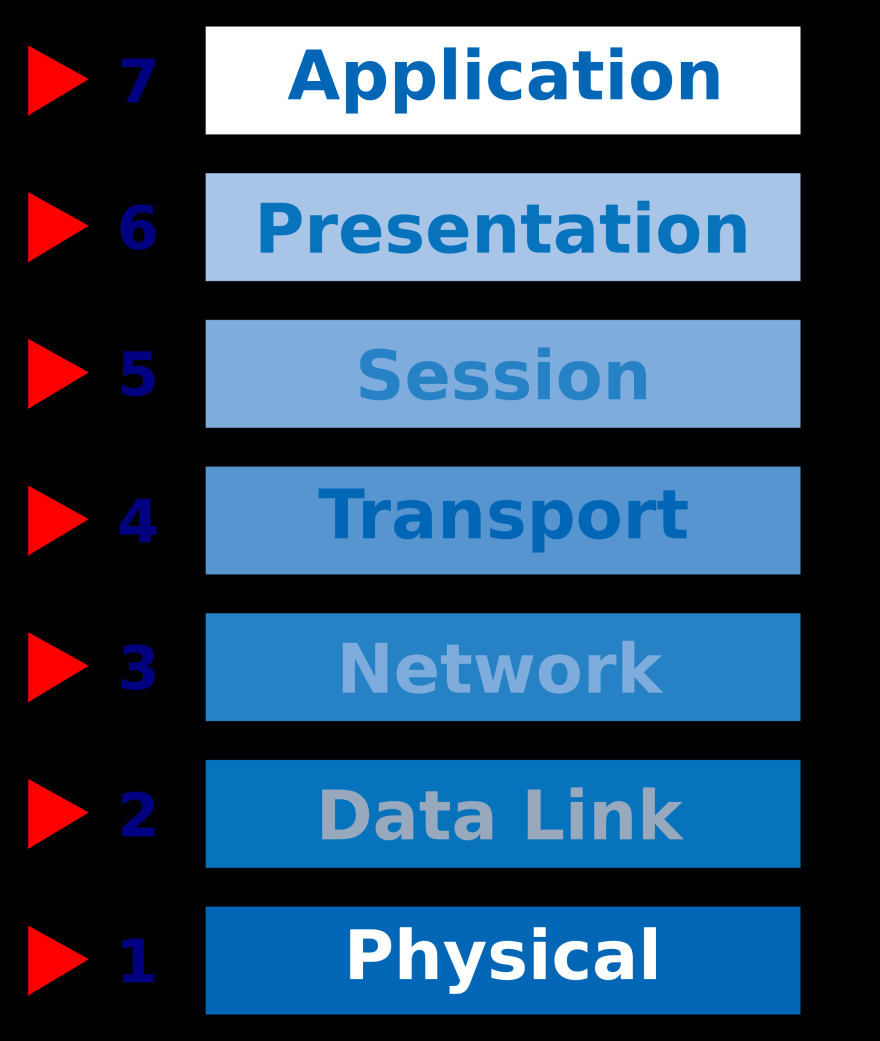 7 Application
6 Presentation
5 Session
4 Transport
3 Network
2 Data Link
1 Physical